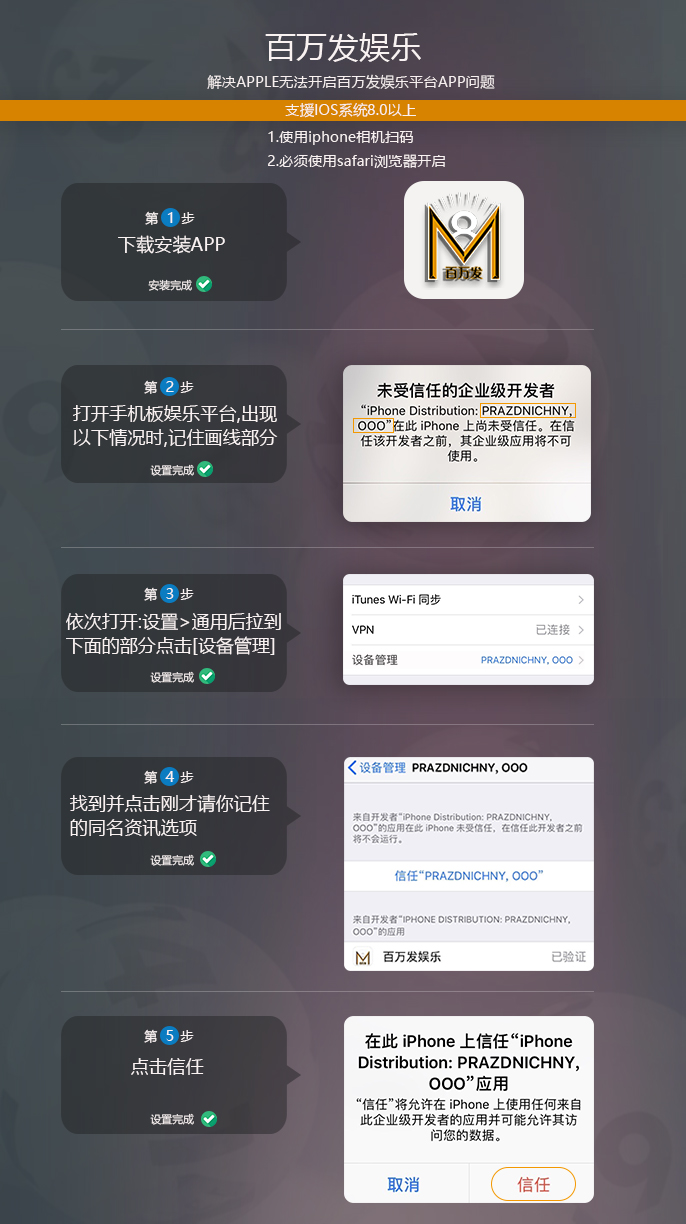 百万发娱乐
解决APPLE无法开启百万发娱乐平台APP问题
支援IOS系统8.0以上
1.使用iphone相机扫码
2.必须使用safari浏览器开启
第1步
下载安装APP
安装完成
百万发
第2步
打开手机板娱乐平台,出现
以下情况时,记住画线部分
设置完成
未受信任的企业级开发者
“iPhone Distribution: PRAZDNICHNY,
OOO”在此 iPhone 上尚未受信任。在信
任该开发者之前，其企业级应用将不可
使用。
取消
第3步
依次打开:设置>通用后拉到
下面的部分点击[设备管理]
设置完成
iTunes Wi-Fi 同步
VPN 已连接
设备管理 PRAZDNICHNY, OOO
第4步
找到并点击刚才请你记住
的同名资讯选项
设置完成
设备管理 PRAZDNICHNY, OOO
来自开发者“iPhone Distribution: PRAZDNICHNY,
OOO”的应用在此 iPhone 未受信任，在信任此开发者之前
将不会运行。
信任“PRAZDNICHNY, OOO”
来自开发者“IPHONE DISTRIBUTION: PRAZDNICHNY,
OOO”的应用
百万发娱乐 已验证
第5步
点击信任
设置完成
在此 iPhone 上信任“iPhone
Distribution: PRAZDNICHNY,
OOO”应用
“信任”将允许在 iPhone 上使用任何来自
此企业级开发者的应用并可能允许其访
问您的数据。
取消 信任